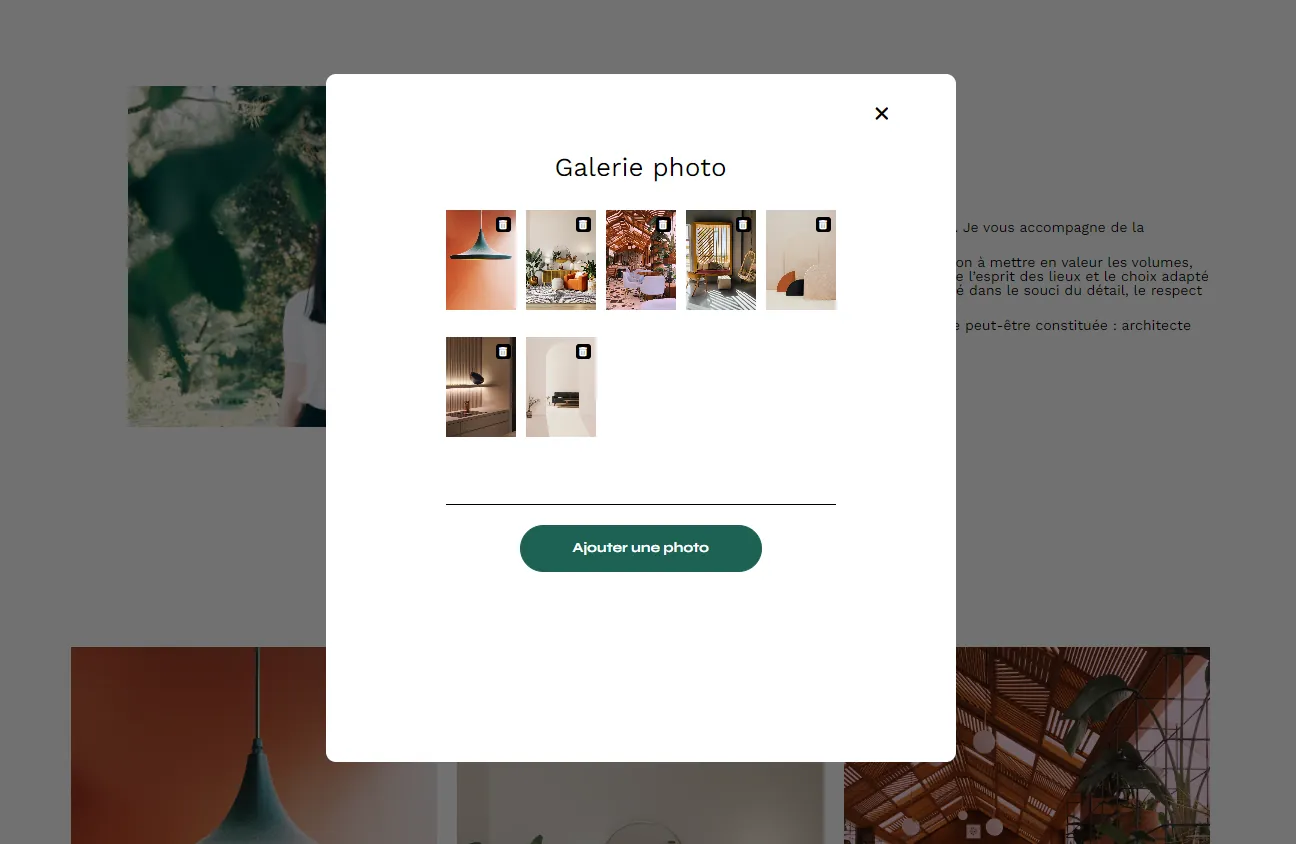 Galerie photo
. Je vous accompagne de la
on à mettre en valeur les volumes,
e l'esprit des lieux et le choix adapté
é dans le souci du détail, le respect
e peut-être constituée : architecte
Ajouter une photo